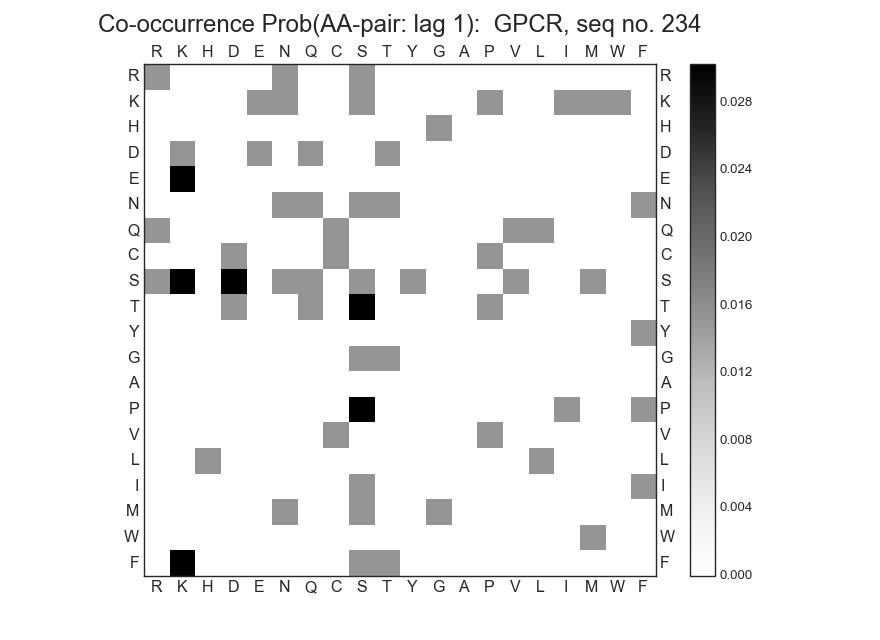 Co-occurrence Prob(AA-pair: lag 1):  GPCR, seq no. 234
R K H D E N Q C S T Y G A P V L I M W F
R R
K K
H H
D D
E E
N N
Q Q
C C
S S
T T
Y Y
G G
A A
P P
V V
L L
I I
M M
W W
F F
R K H D E N Q C S T Y G A P V L I M W F
0.028
0.024
0.020
0.016
0.012
0.008
0.004
0.000